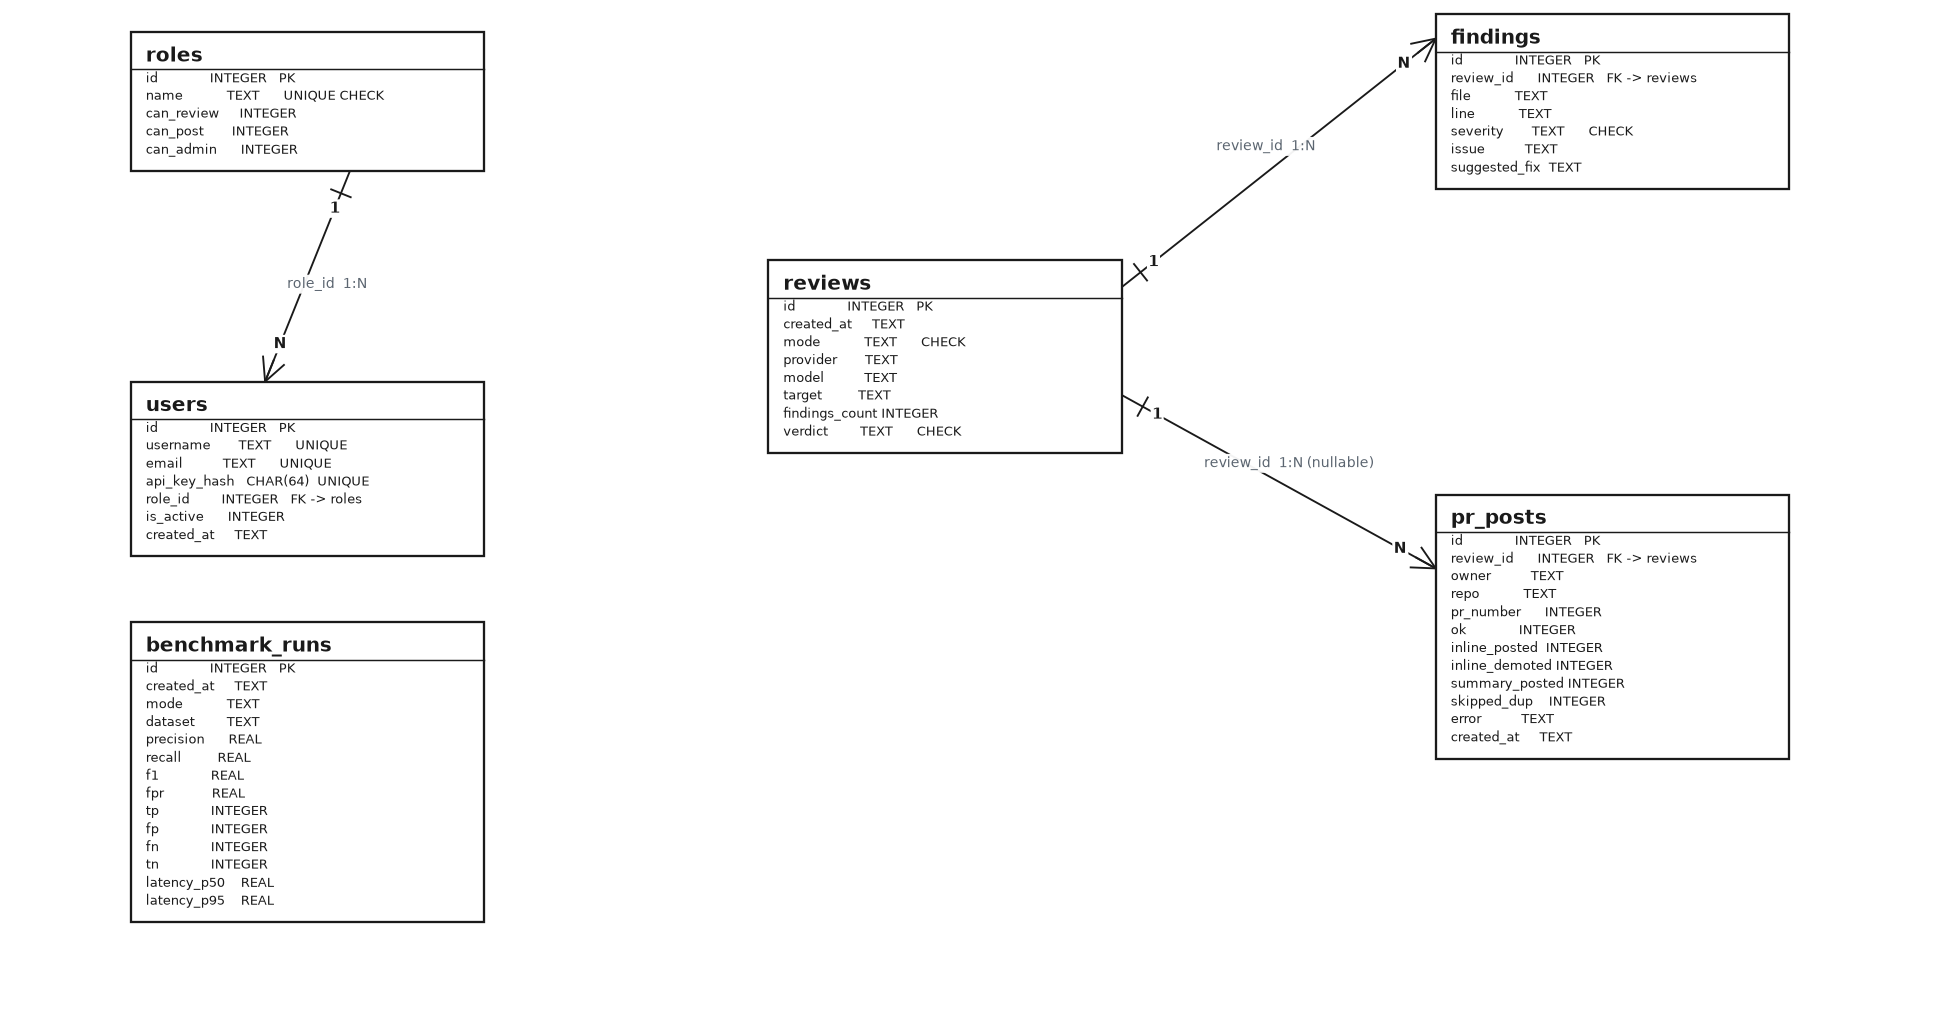 roles
id INTEGER PK
name TEXT UNIQUE CHECK
can_review INTEGER
can_post INTEGER
can_admin INTEGER
1
role_id 1:N
N
users
id INTEGER PK
username TEXT UNIQUE
email TEXT UNIQUE
api_key_hash CHAR(64) UNIQUE
role_id INTEGER FK -> roles
is_active INTEGER
created_at TEXT
benchmark_runs
id INTEGER PK
created_at TEXT
mode TEXT
dataset TEXT
precision REAL
recall REAL
f1 REAL
fpr REAL
tp INTEGER
fp INTEGER
fn INTEGER
tn INTEGER
latency_p50 REAL
latency_p95 REAL
reviews
id INTEGER PK
created_at TEXT
mode TEXT CHECK
provider TEXT
model TEXT
target TEXT
findings_count INTEGER
verdict TEXT CHECK
1
review_id 1:N
N
findings
id INTEGER PK
review_id INTEGER FK -> reviews
file TEXT
line TEXT
severity TEXT CHECK
issue TEXT
suggested_fix TEXT
1
review_id 1:N (nullable)
N
pr_posts
id INTEGER PK
review_id INTEGER FK -> reviews
owner TEXT
repo TEXT
pr_number INTEGER
ok INTEGER
inline_posted INTEGER
inline_demoted INTEGER
summary_posted INTEGER
skipped_dup INTEGER
error TEXT
created_at TEXT